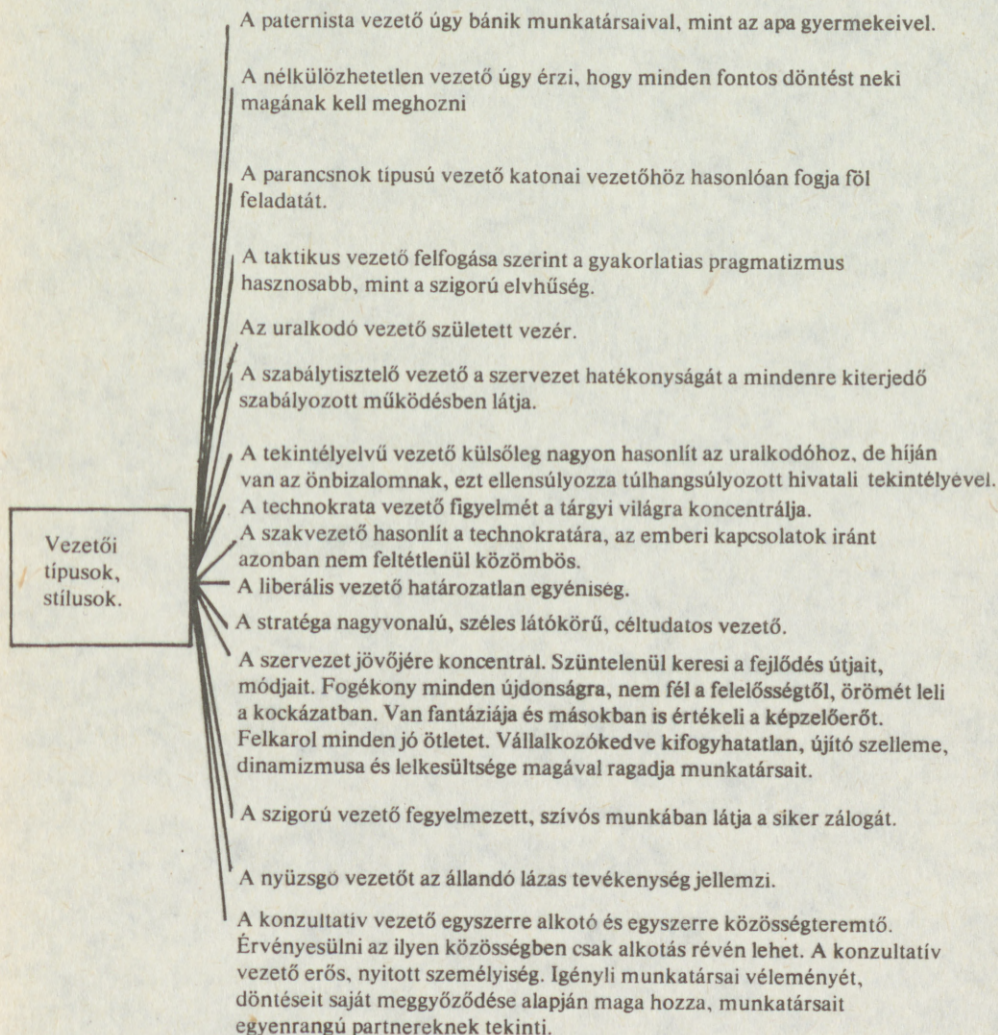 A paternista vezető úgy bánik munkatársaival, mint az apa gyermekeivel.
A nélkülözhetetlen vezető úgy érzi, hogy minden fontos döntést neki
magának kell meghozni
A parancsnok típusú vezető katonai vezetőhöz hasonlóan fogja föl
feladatát.
A taktikus vezető felfogása szerint a gyakorlatias pragmatizmus
hasznosabb, mint a szigorú elvhűség.
Az uralkodó vezető született vezér.
A szabálytisztelő vezető a szervezet hatékonyságát a mindenre kiterjedő
szabályozott működésben látja.
A tekintélyelvű vezető külsőleg nagyon hasonlít az uralkodóhoz, de híján
van az önbizalomnak, ezt ellensúlyozza túlhangsúlyozott hivatali tekintélyével.
A technokrata vezető figyelmét a tárgyi világra koncentrálja.
A szakvezető hasonlít a technokratára, az emberi kapcsolatok iránt
azonban nem feltétlenül közömbös.
A liberális vezető határozatlan egyéniség.
A stratéga nagyvonalú, széles látókörű, céltudatos vezető.
A szervezet jövőjére koncentrál. Szüntelenül keresi a fejlődés útjait,
módjait. Fogékony minden újdonságra, nem fél a felelősségtől, örömét leli
a kockázatban. Van fantáziája és másokban is értékeli a képzelőerőt.
Felkarol minden jó ötletet. Vállalkozókedve kifogyhatatlan, újító szelleme,
dinamizmusa és lelkesültsége magával ragadja munkatársait.
A szigorú vezető fegyelmezett, szívós munkában látja a siker zálogát.
A nyüzsgo vezetőt az állandó lázas tevékenység jellemzi.
A konzultatív vezető egyszerre alkotó és egyszerre közösségteremtő.
Érvényesülni az ilyen közösségben csak alkotás révén lehet. A konzultatív
vezető erős, nyitott személyiség. Igényli munkatársai véleményét,
döntéseit saját meggyőződése alapján maga hozza, munkatársait
egyenrangú partnereknek tekinti.
Vezetői
típusok,
stílusok.